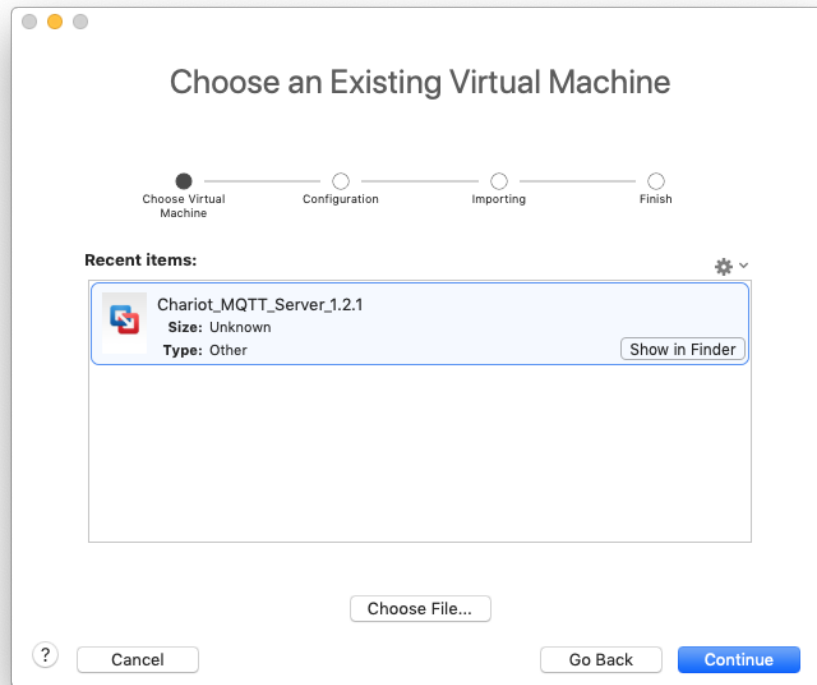 Choose an Existing Virtual Machine
Choose Virtual
Machine
Configuration
Importing
Finish
Recent items:
Chariot_MQTT_Server_1.2.1
Size: Unknown
Type: Other
Show in Finder
Choose File...
?
Cancel
Go Back
Continue